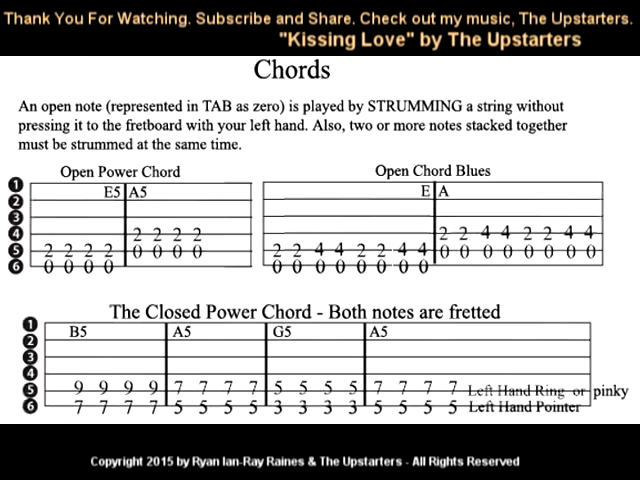 Thank You For Watching. Subscribe and Share. Check out my music, The Upstarters.
"Kissing Love" by The Upstarters
Chords
An open note (represented in TAB as zero) is played by STRUMMING a string without
pressing it to the fretboard with your left hand. Also, two or more notes stacked together
must be strummed at the same time.
Open Power Chord
E5 A5
1
2
3
4 2 2 2 2
5 2 2 2 2 0 0 0 0
6 0 0 0 0
Open Chord Blues
E A
2 2 4 4 2 2 4 4
2 2 4 4 2 2 4 4 0 0 0 0 0 0 0 0
0 0 0 0 0 0 0 0
The Closed Power Chord - Both notes are fretted
1 B5 A5 G5 A5
2
3
4
5 9 9 9 9 7 7 7 7 5 5 5 5 7 7 7 7 Left Hand Ring or pinky
6 7 7 7 7 5 5 5 5 3 3 3 3 5 5 5 5 Left Hand Pointer
Copyright 2015 by Ryan Ian-Ray Raines & The Upstarters - All Rights Reserved